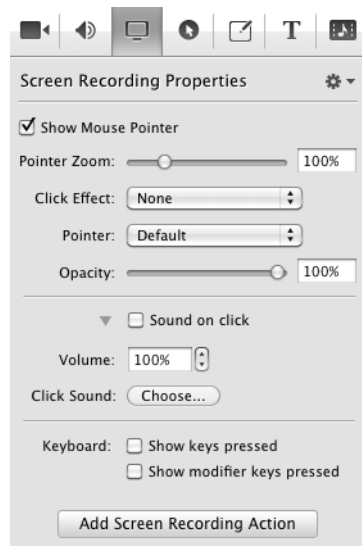 T
Screen Recording Properties
Show Mouse Pointer
Pointer Zoom: 100%
Click Effect: None
Pointer: Default
Opacity: 100%
Sound on click
Volume: 100%
Click Sound: Choose...
Keyboard: Show keys pressed
Show modifier keys pressed
Add Screen Recording Action